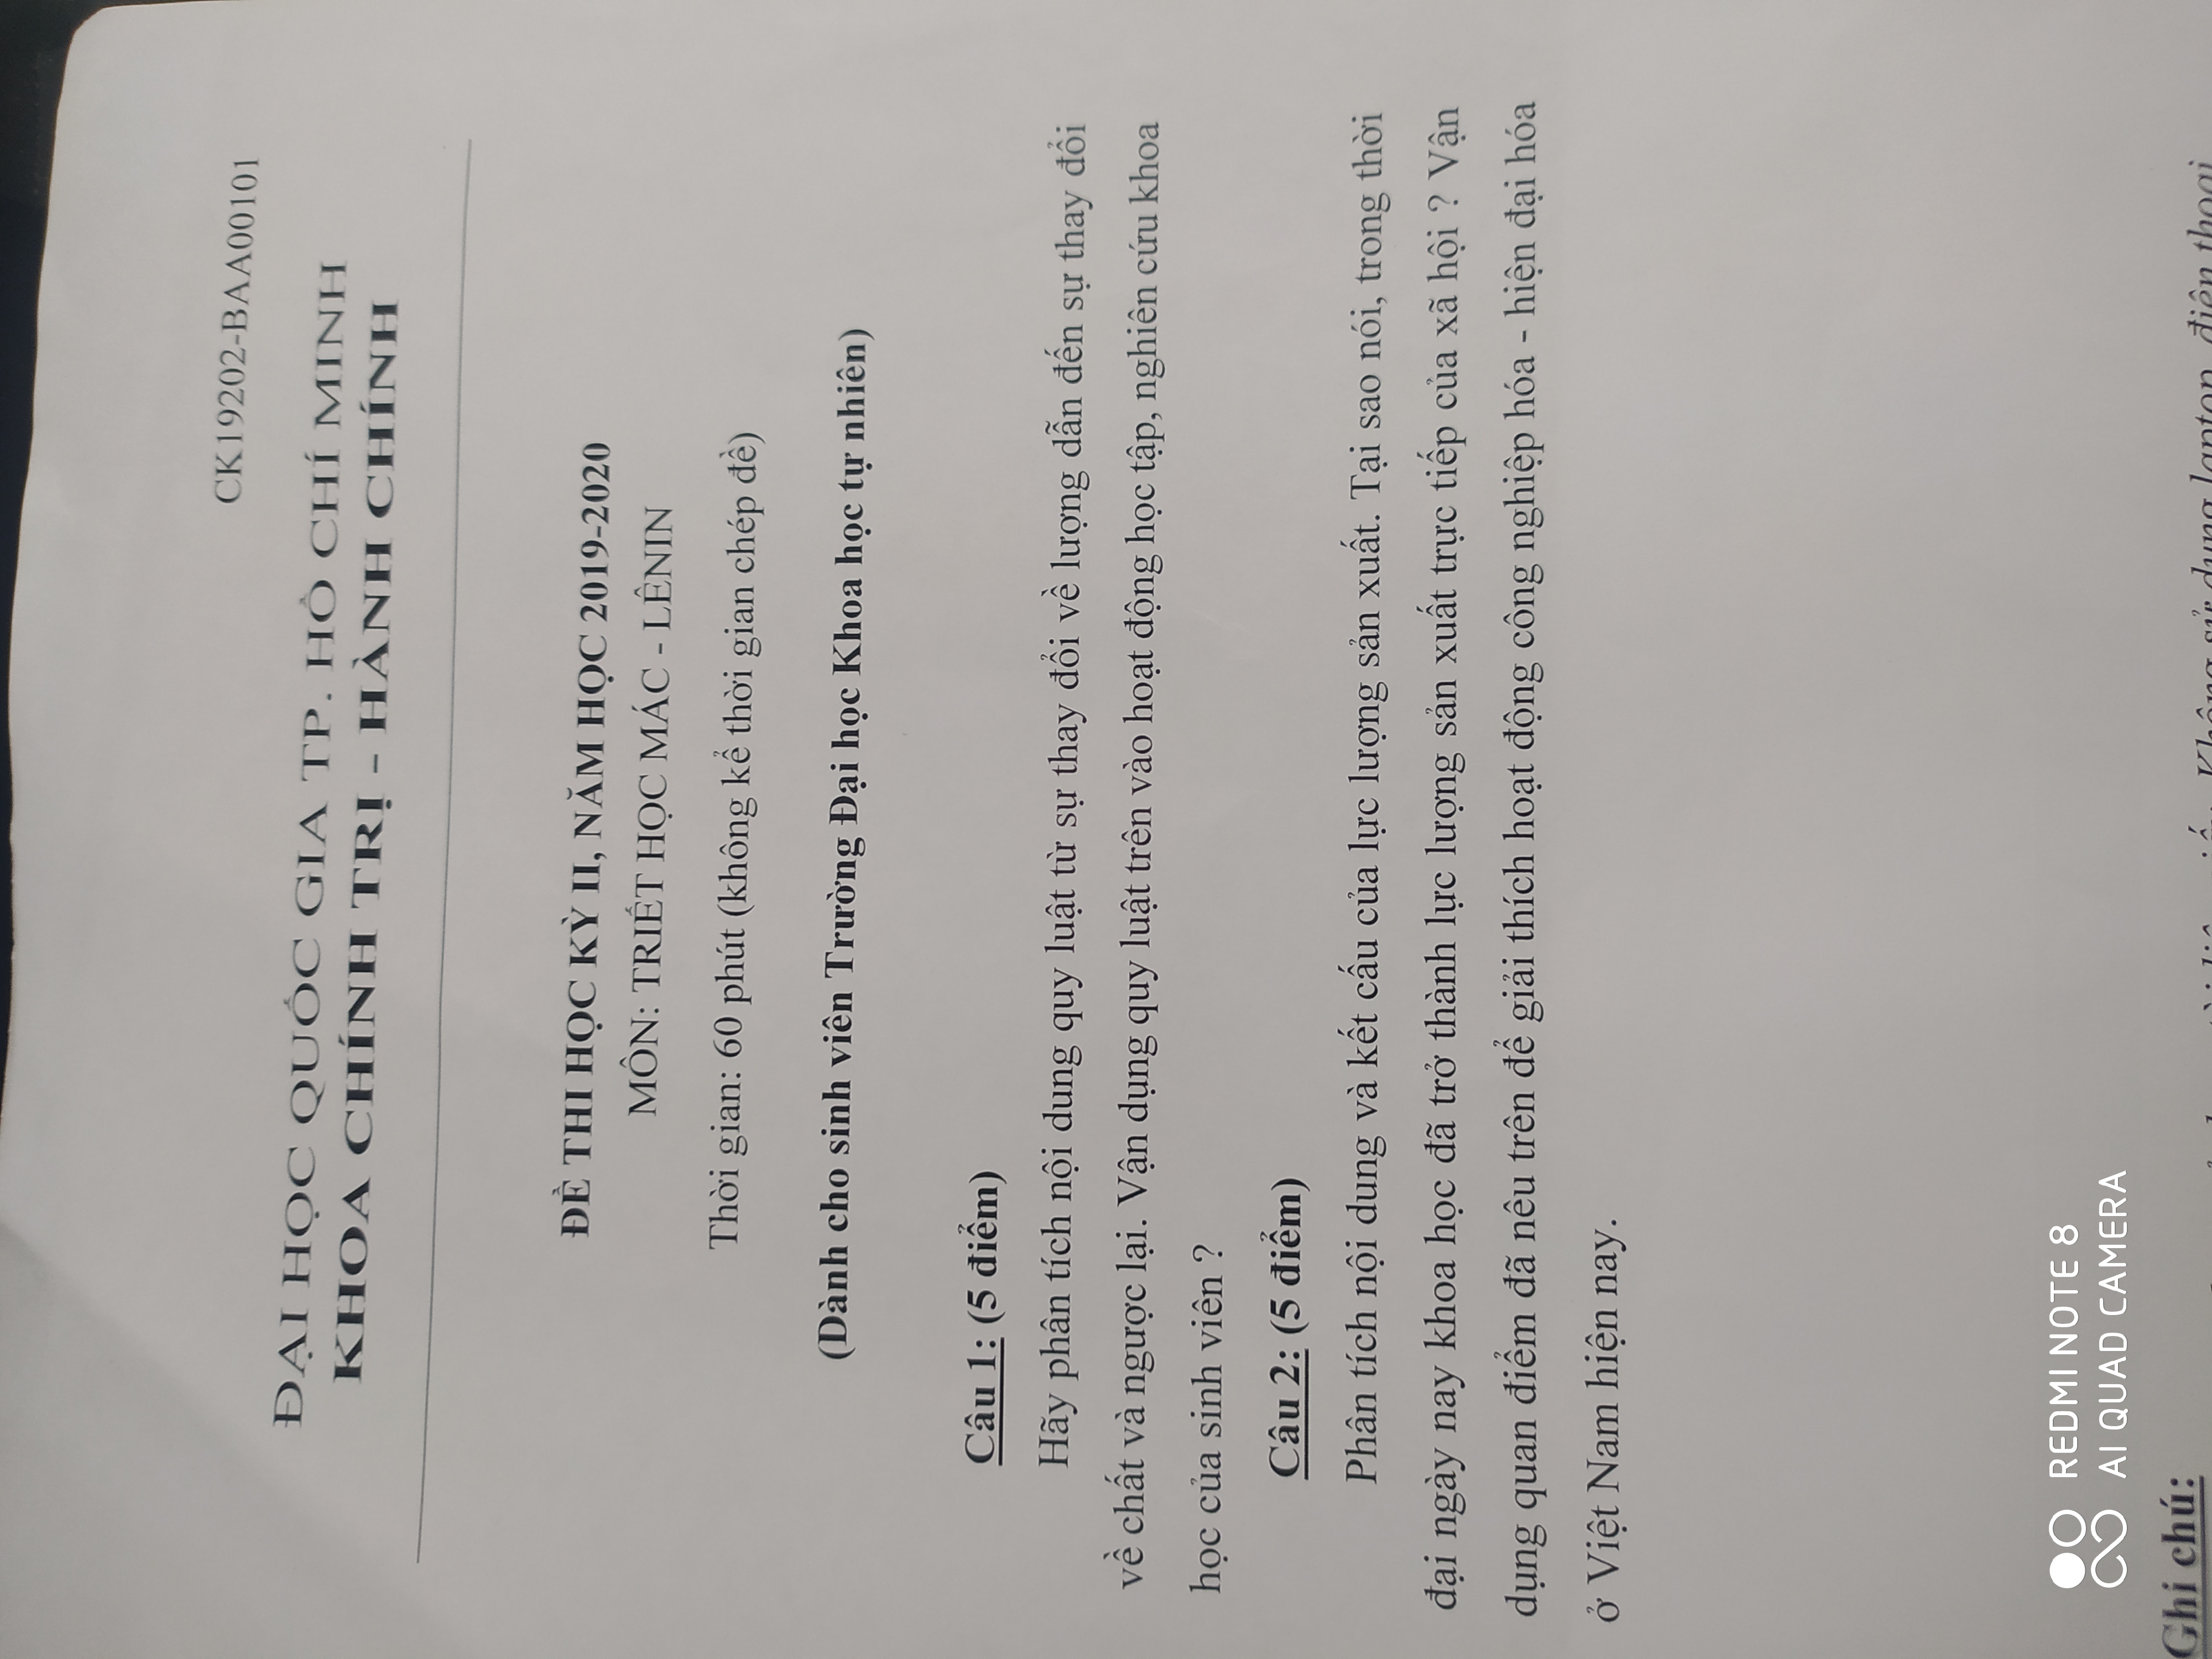 CK19202-BAA00101
ĐẠI HỌC QUỐC GIA TP. HỒ CHÍ MINH
KHOA CHÍNH TRỊ - HÀNH CHÍNH
ĐỀ THI HỌC KỲ II, NĂM HỌC 2019-2020
MÔN: TRIẾT HỌC MÁC - LÊNIN
Thời gian: 60 phút (không kể thời gian chép đề)
(Dành cho sinh viên Trường Đại học Khoa học tự nhiên)
Câu 1: (5 điểm)
Hãy phân tích nội dung quy luật từ sự thay đổi về lượng dẫn đến sự thay đổi
về chất và ngược lại. Vận dụng quy luật trên vào hoạt động học tập, nghiên cứu khoa
học của sinh viên ?
Câu 2: (5 điểm)
Phân tích nội dung và kết cấu của lực lượng sản xuất. Tại sao nói, trong thời
đại ngày nay khoa học đã trở thành lực lượng sản xuất trực tiếp của xã hội ? Vận
dụng quan điểm đã nêu trên để giải thích hoạt động công nghiệp hóa - hiện đại hóa
ở Việt Nam hiện nay.
REDMI NOTE 8
AI QUAD CAMERA
Ghi chú:
Không sử dụng laptop, điện thoại